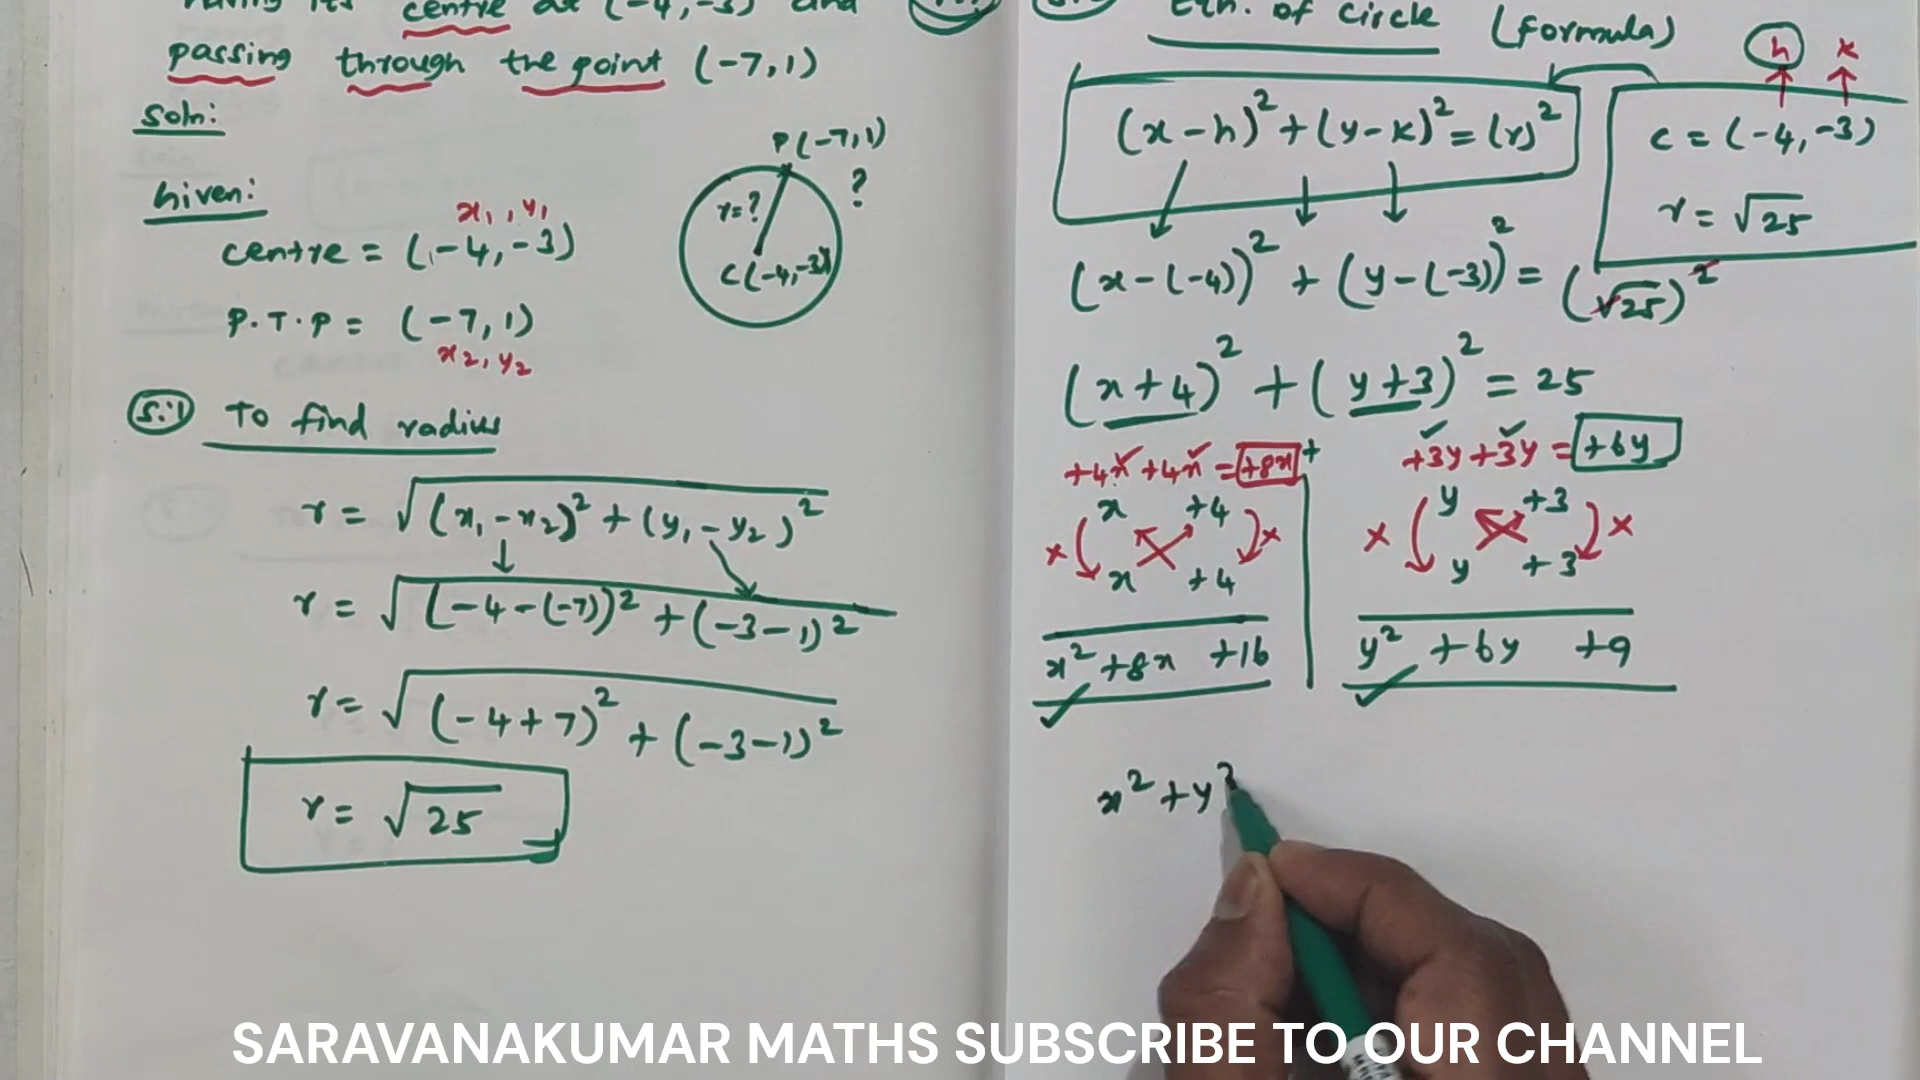 having its centre at (-4,-3) and
passing through the point (-7,1)
Soln:
Given:
x₁, y₁
centre = (-4,-3)
P.T.P = (-7,1)
x₂, y₂
P(-7,1)
?
r=?
C(-4,-3)
S:1 To find radius
r = √(x₁-x₂)² + (y₁-y₂)²
r = √(-4-(-7))² + (-3-1)²
r = √(-4+7)² + (-3-1)²
r = √25
Eqn. of circle (formula)
h k
(x-h)² + (y-k)² = (r)²
c = (-4,-3)
r = √25
(x-(-4))² + (y-(-3))² = (√25)²
(x+4)² + (y+3)² = 25
+4x+4x = +8x +
x +4
× ×
x +4
x² +8x +16
+3y+3y = +6y
y +3
× ×
y +3
y² +6y +9
x² + y²
SARAVANAKUMAR MATHS SUBSCRIBE TO OUR CHANNEL